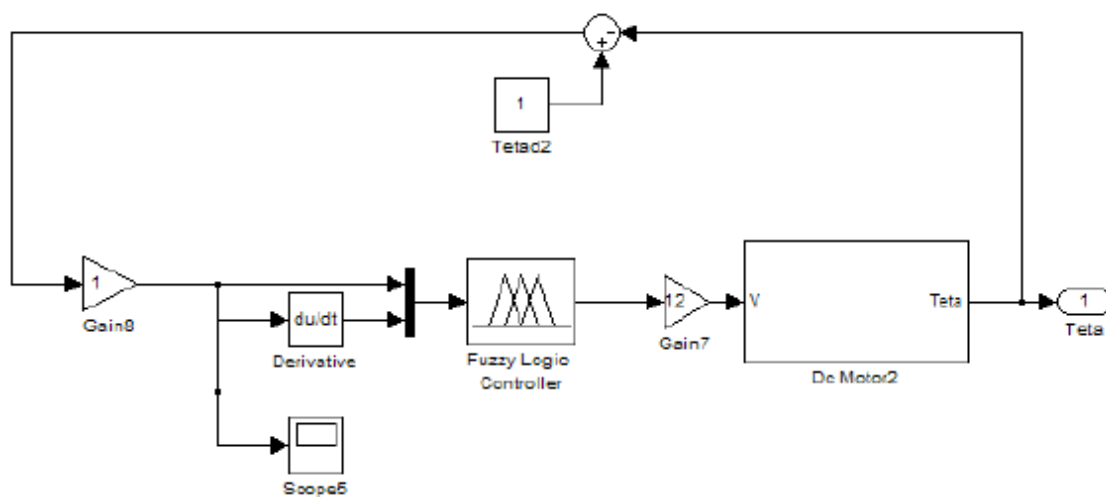 1
Tetad2
1
Gain8
du/dt
Derivative
Scope5
Fuzzy Logic
Controller
12
Gain7
V
Teta
Dc Motor2
1
Teta